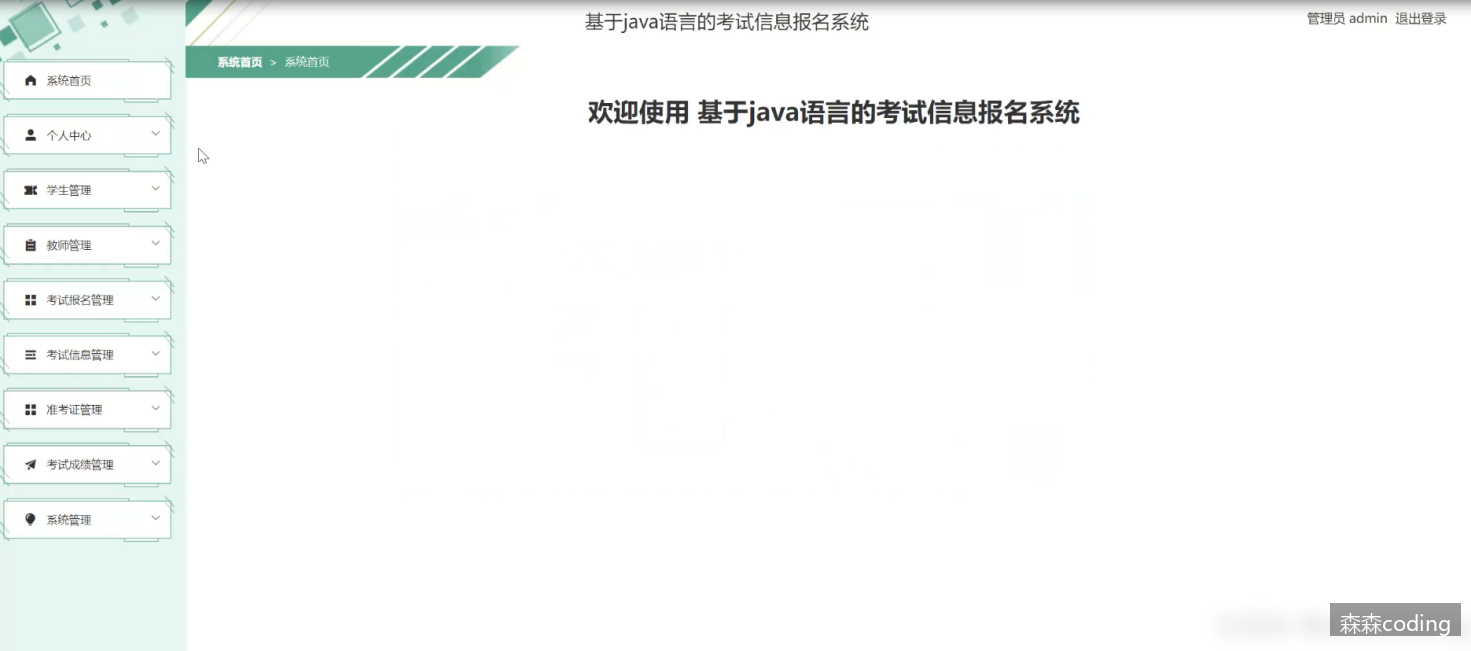 基于java语言的考试信息报名系统
管理员 admin 退出登录
系统首页 > 系统首页
系统首页
个人中心
学生管理
教师管理
考试报名管理
考试信息管理
准考证管理
考试成绩管理
系统管理
欢迎使用 基于java语言的考试信息报名系统
森森coding